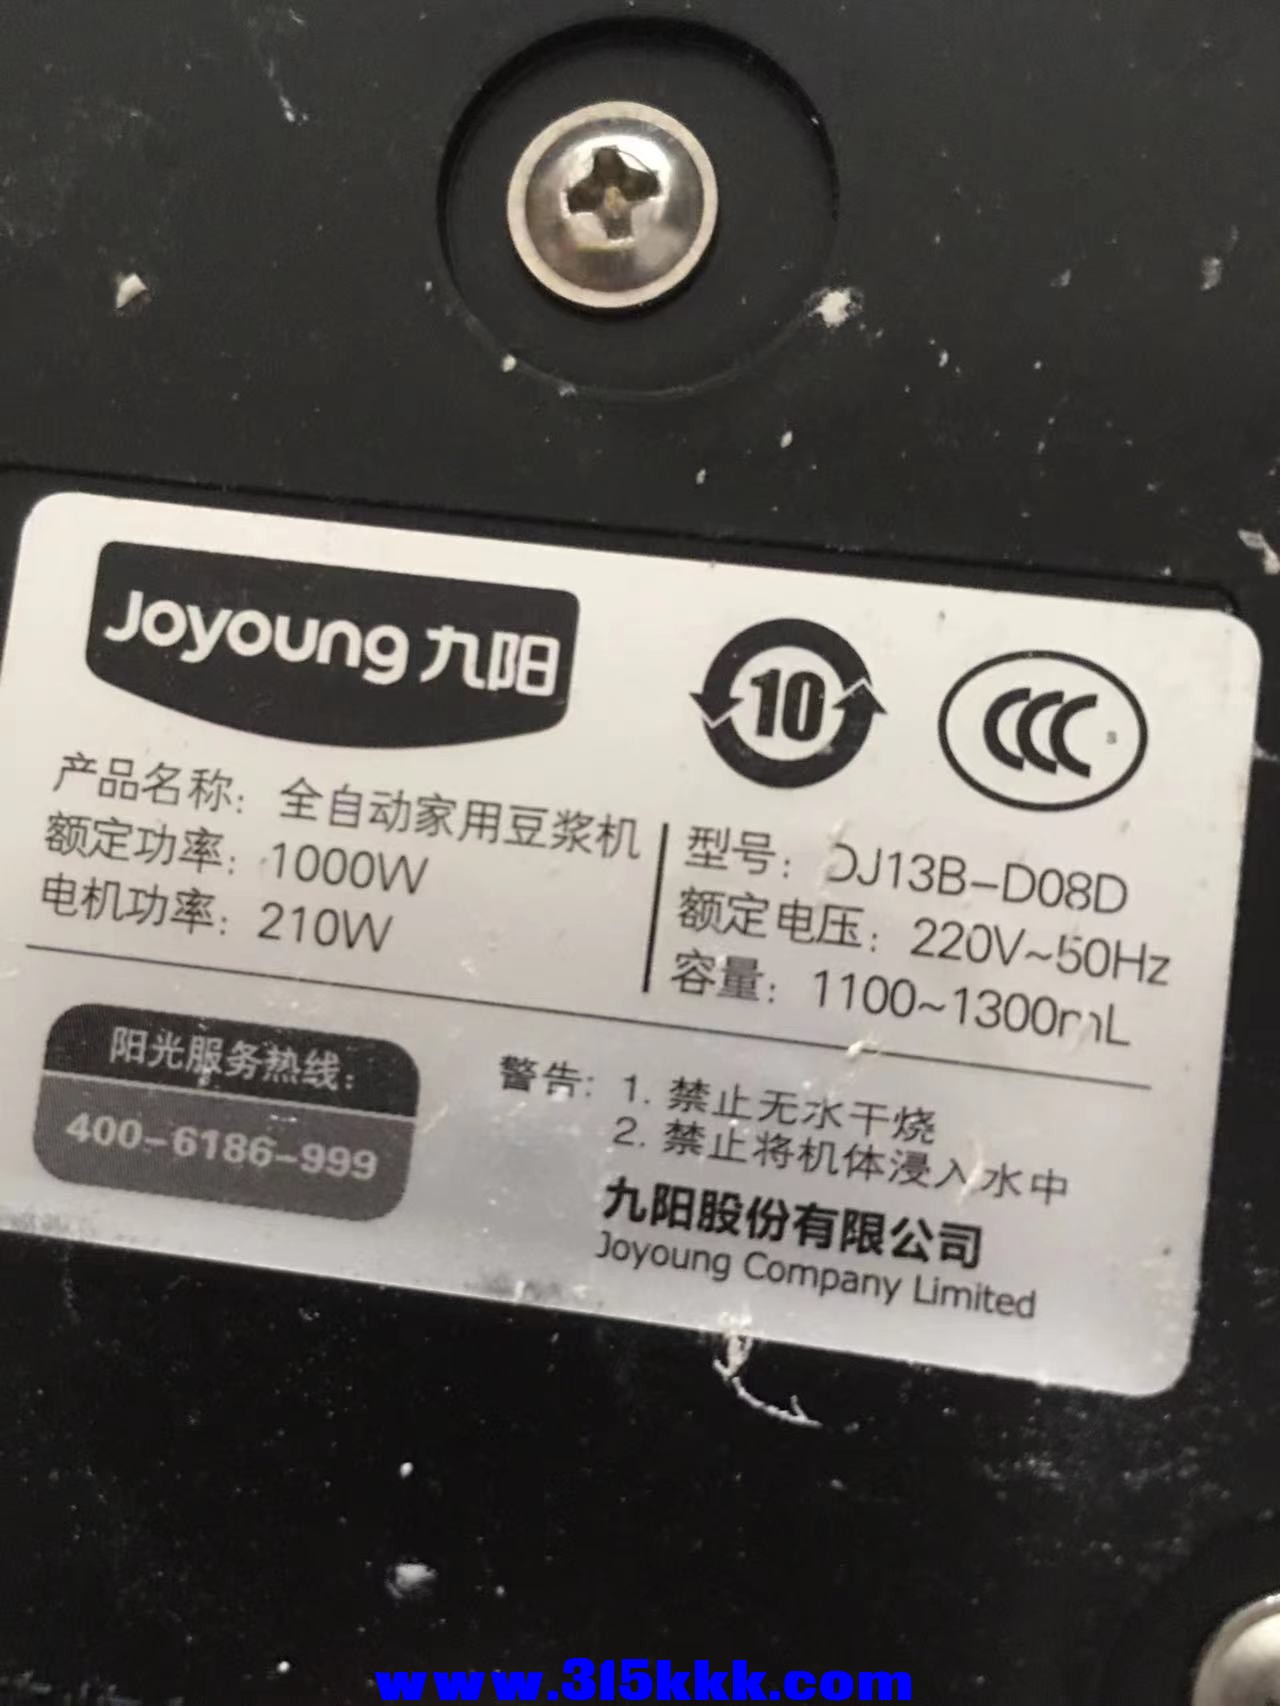 Joyoung 九阳
10
CCC S
产品名称：全自动家用豆浆机
额定功率：1000W
电机功率：210W
型号：DJ13B-D08D
额定电压：220V~50Hz
容量：1100~1300mL
阳光服务热线：
400-6186-999
警告：1. 禁止无水干烧
2. 禁止将机体浸入水中
九阳股份有限公司
Joyoung Company Limited
www.315kkk.com